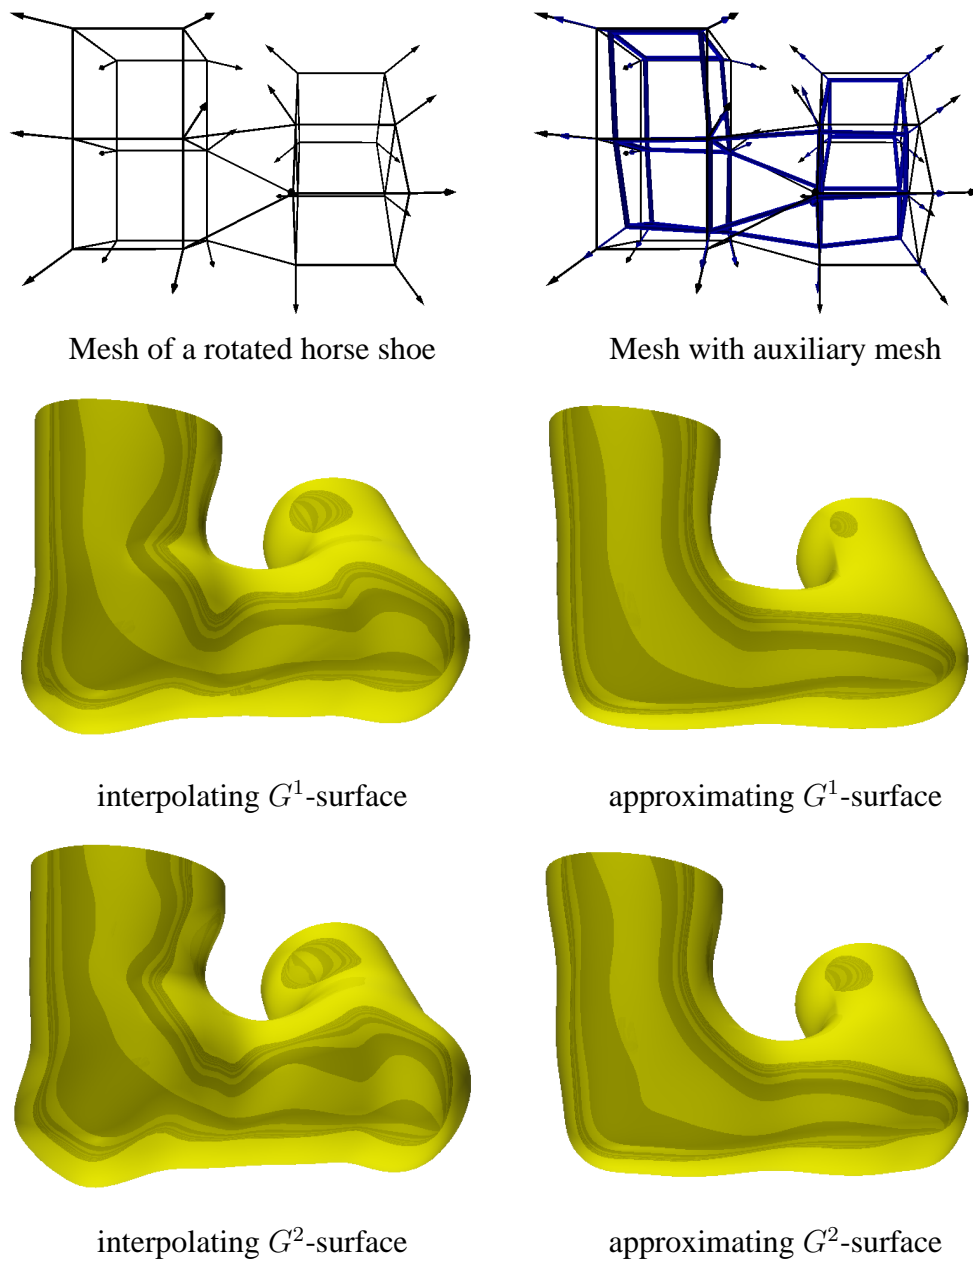 Mesh of a rotated horse shoe
Mesh with auxiliary mesh
interpolating G¹-surface
approximating G¹-surface
interpolating G²-surface
approximating G²-surface